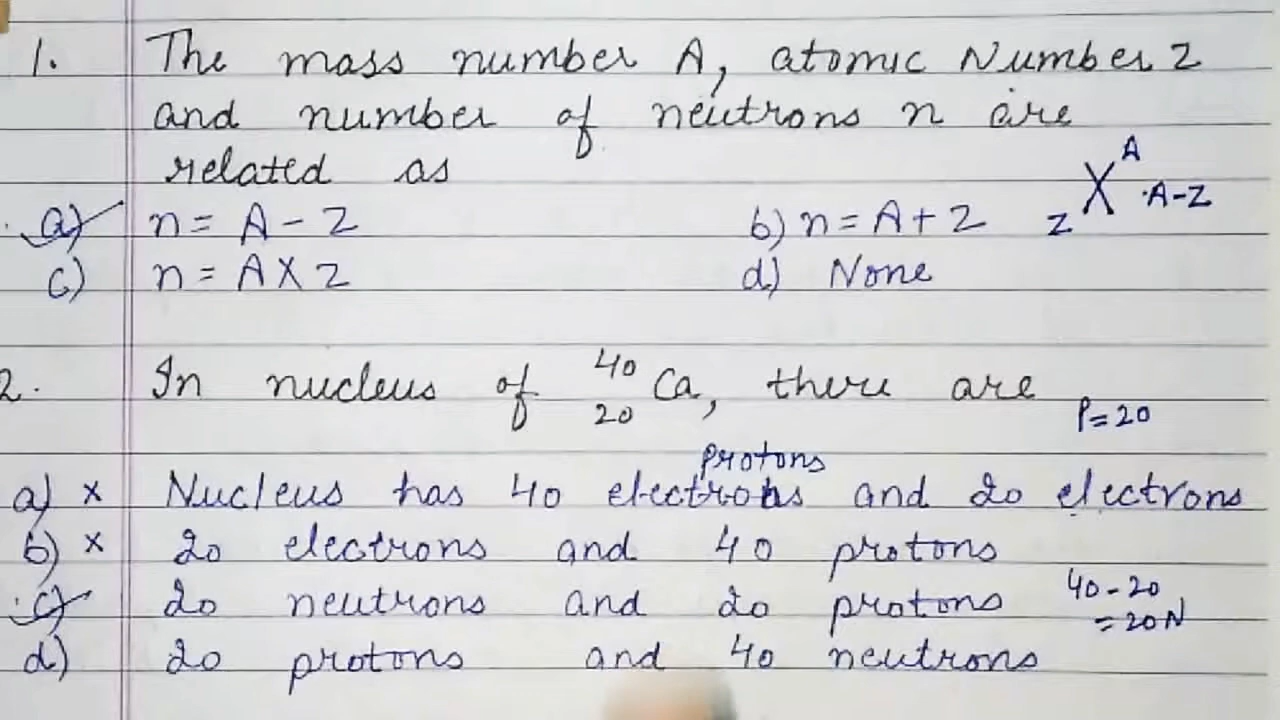 1. The mass number A, atomic Number Z
and number of neutrons n are
related as
A
X
Z
·A-Z
a) n = A - Z b) n = A + Z
c) n = A X Z d) None
2. In nucleus of 40 20 Ca, there are
P=20
protons
a) x Nucleus has 40 electrons and 20 electrons
b) x 20 electrons and 40 protons
c) 20 neutrons and 20 protons
40-20
=20N
d) 20 protons and 40 neutrons